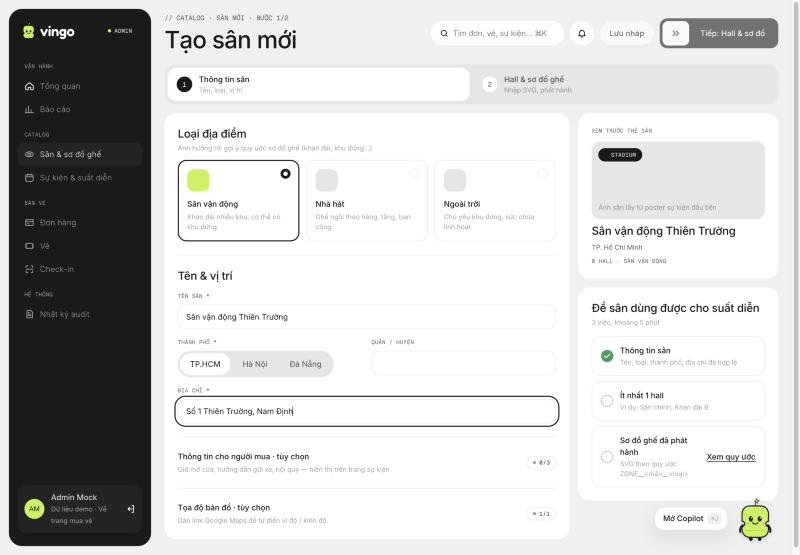 vingo
ADMIN
VẬN HÀNH
Tổng quan
Báo cáo
CATALOG
Sân & sơ đồ ghế
Sự kiện & suất diễn
BÁN VÉ
Đơn hàng
Vé
Check-in
HỆ THỐNG
Nhật ký audit
AM
Admin Mock
Dữ liệu demo · Về
trang mua vé
// CATALOG · SÂN MỚI · BƯỚC 1/2
Tạo sân mới
Tìm đơn, vé, sự kiện... ⌘K
Lưu nháp
Tiếp: Hall & sơ đồ
1
Thông tin sân
Tên, loại, vị trí
2
Hall & sơ đồ ghế
Nhập SVG, phát hành
Loại địa điểm
Ảnh hưởng tới gợi ý quy ước sơ đồ ghế (khán đài, khu đứng…)
Sân vận động
Khán đài nhiều khu, có thể có
khu đứng
Nhà hát
Ghế ngồi theo hàng, tầng, ban
công
Ngoài trời
Chủ yếu khu đứng, sức chứa
linh hoạt
Tên & vị trí
TÊN SÂN *
Sân vận động Thiên Trường
THÀNH PHỐ *
TP.HCM
Hà Nội
Đà Nẵng
QUẬN / HUYỆN
ĐỊA CHỈ *
Số 1 Thiên Trường, Nam Định
Thông tin cho người mua · tùy chọn
Giờ mở cửa, hướng dẫn gửi xe, nội quy — hiển thị trên trang sự kiện
0/3
Tọa độ bản đồ · tùy chọn
Dán link Google Maps để tự điền vĩ độ / kinh độ
1/1
XEM TRƯỚC THẺ SÂN
STADIUM
Ảnh sân lấy từ poster sự kiện đầu tiên
Sân vận động Thiên Trường
TP. Hồ Chí Minh
0 HALL · SÂN VẬN ĐỘNG
Để sân dùng được cho suất diễn
3 việc, khoảng 5 phút
Thông tin sân
Tên, loại, thành phố, địa chỉ đã hợp lệ
Ít nhất 1 hall
Ví dụ: Sân chính, Khán đài B
Sơ đồ ghế đã phát
hành
SVG theo quy ước
ZONE__<mã>__<loại>
Xem quy ước
Mở Copilot